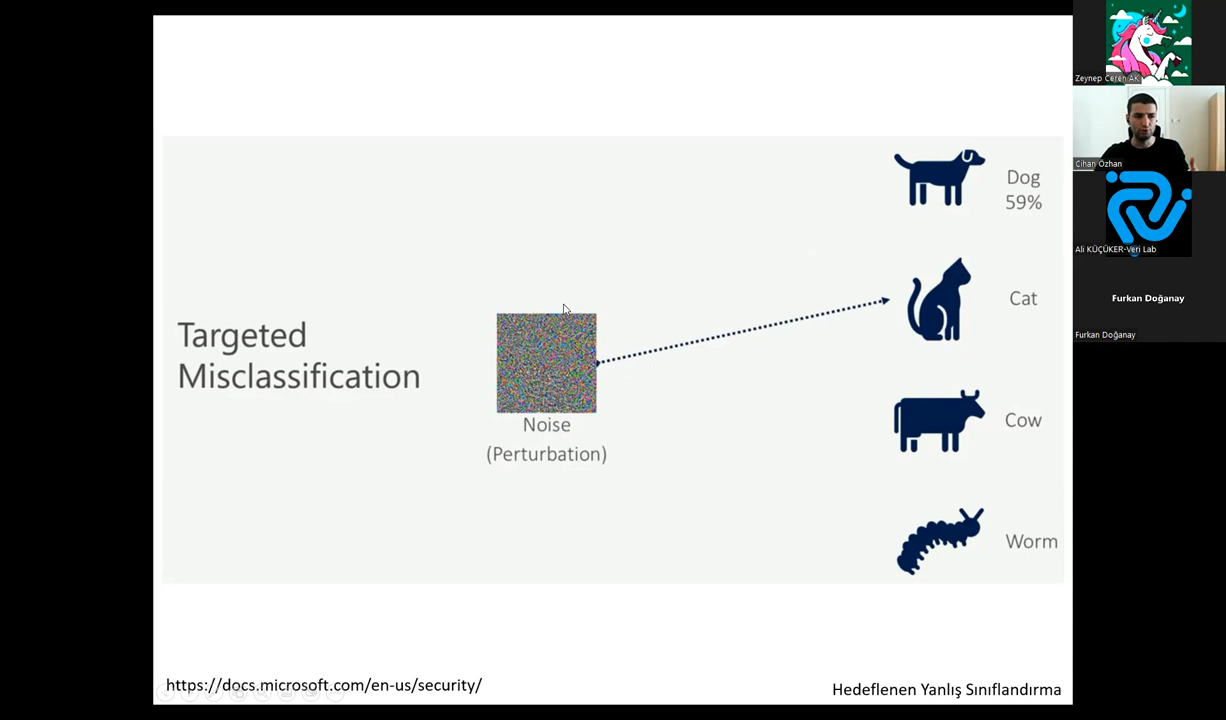 Targeted
Misclassification
Noise
(Perturbation)
Dog
59%
Cat
Cow
Worm
https://docs.microsoft.com/en-us/security/
Hedeflenen Yanlış Sınıflandırma
Zeynep Ceren AK
Cihan Özhan
Ali KÜÇÜKER-Veri Lab
Furkan Doğanay
Furkan Doğanay